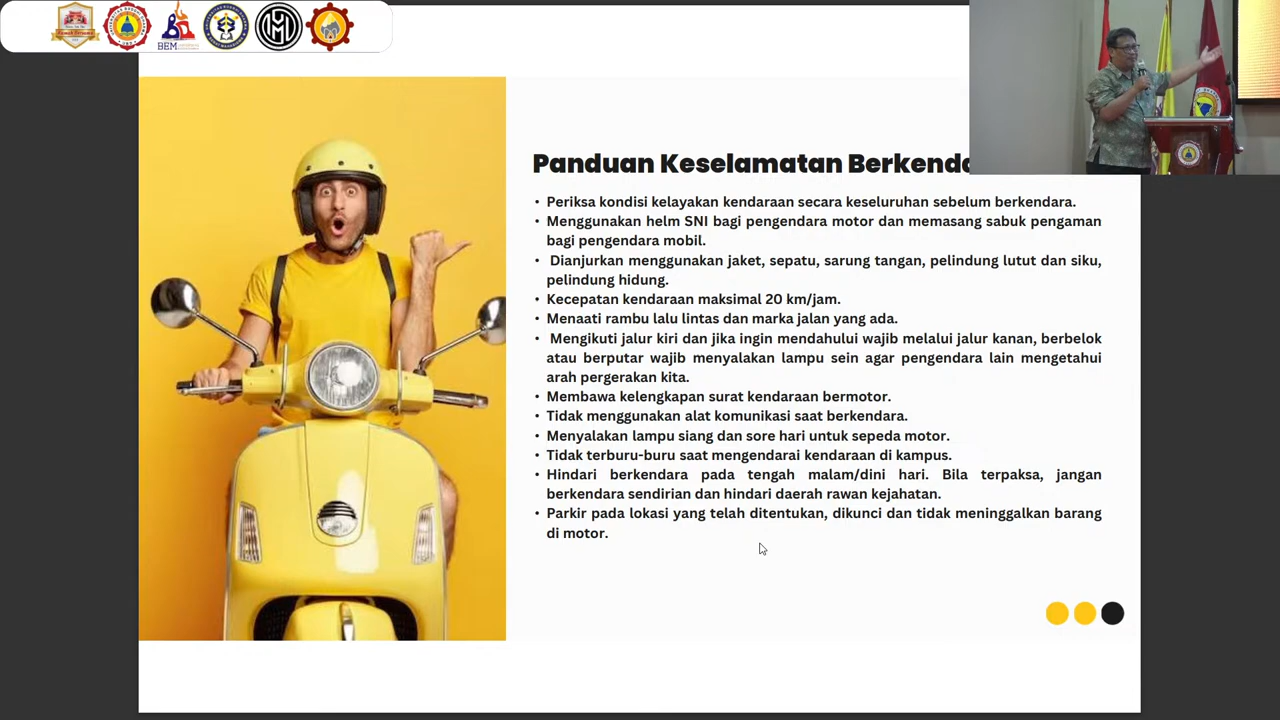 BEM
Panduan Keselamatan
• Periksa kondisi kelayakan kendaraan secara keseluruhan sebelum berkendara.
• Menggunakan helm SNI bagi pengendara motor dan memasang sabuk pengaman
bagi pengendara mobil.
• Dianjurkan menggunakan jaket, sepatu, sarung tangan, pelindung lutut dan siku,
pelindung hidung.
• Kecepatan kendaraan maksimal 20 km/jam.
• Menaati rambu lalu lintas dan marka jalan yang ada.
• Mengikuti jalur kiri dan jika ingin mendahului wajib melalui jalur kanan, berbelok
atau berputar wajib menyalakan lampu sein agar pengendara lain mengetahui
arah pergerakan kita.
• Membawa kelengkapan surat kendaraan bermotor.
• Tidak menggunakan alat komunikasi saat berkendara.
• Menyalakan lampu siang dan sore hari untuk sepeda motor.
• Tidak terburu-buru saat mengendarai kendaraan di kampus.
• Hindari berkendara pada tengah malam/dini hari. Bila terpaksa, jangan
berkendara sendirian dan hindari daerah rawan kejahatan.
• Parkir pada lokasi yang telah ditentukan, dikunci dan tidak meninggalkan barang
di motor.